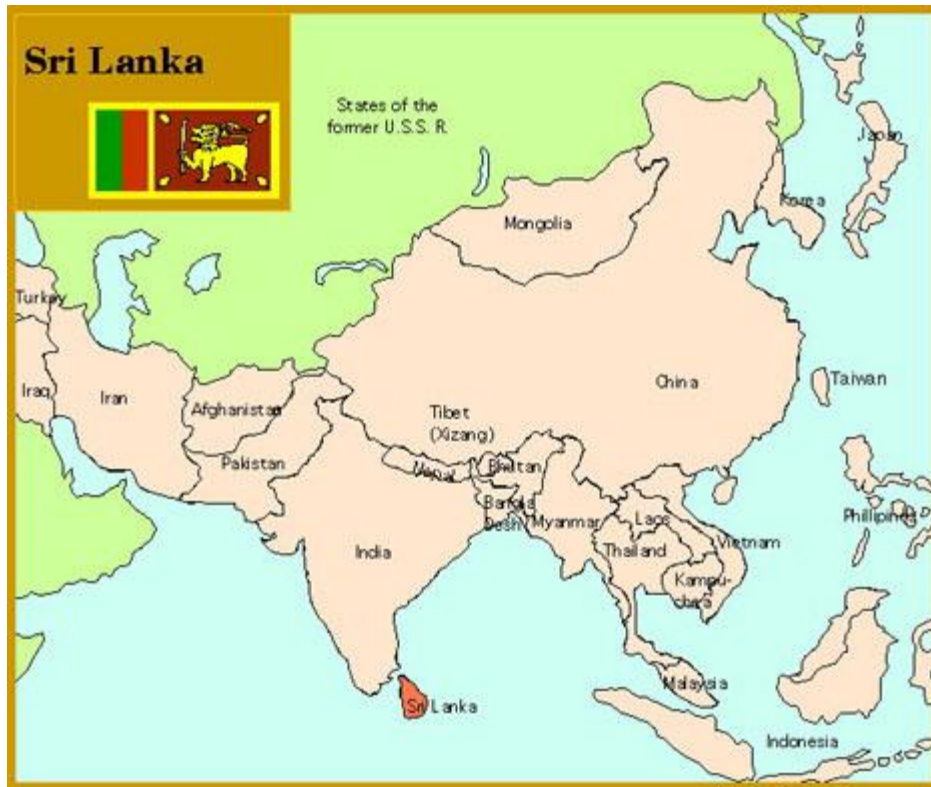 Sri Lanka
States of the
former U.S.S. R.
Japan
Korea
Mongolia
Turkey
Iraq
Iran
Afghanistan
China
Taiwan
Tibet
(Xizang)
Pakistan
Nepal
Bhutan
Bangla
Desh
Myanmar
Laos
Phillipines
India
Thailand
Vietnam
Kampu-
chea
Malaysia
Sri Lanka
Indonesia